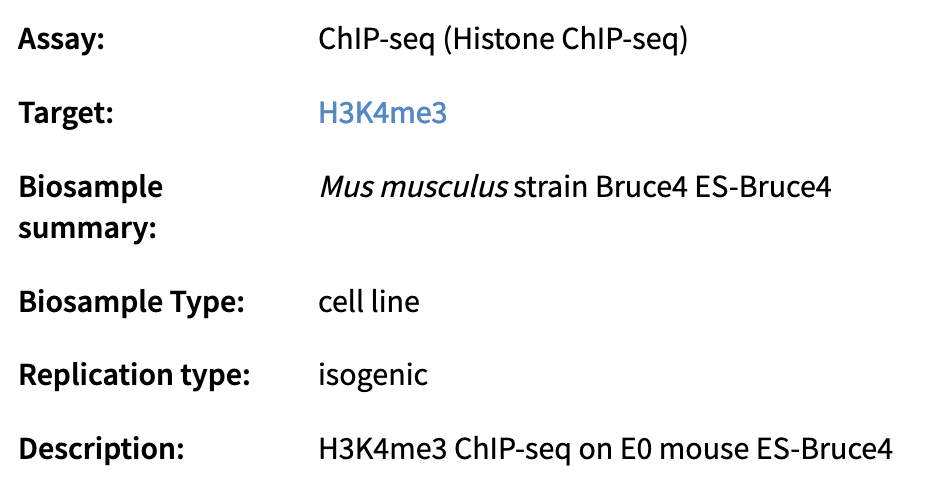 Assay: ChIP-seq (Histone ChIP-seq)
Target: H3K4me3
Biosample summary: Mus musculus strain Bruce4 ES-Bruce4
Biosample Type: cell line
Replication type: isogenic
Description: H3K4me3 ChIP-seq on E0 mouse ES-Bruce4